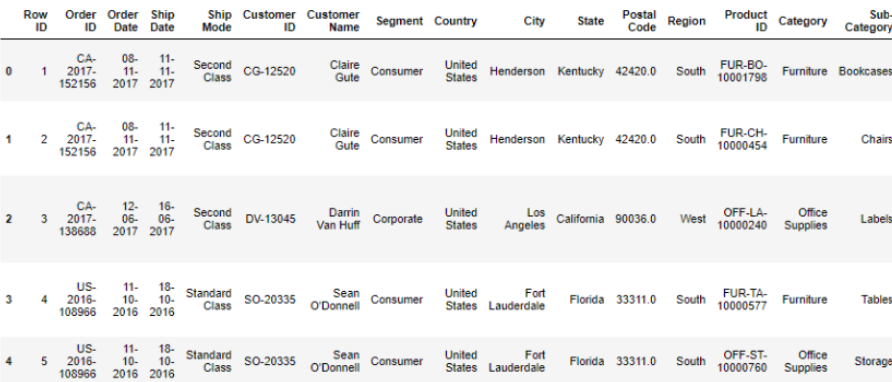 Row ID Order ID Order Date Ship Date Ship Mode Customer ID Customer Name Segment Country City State Postal Code Region Product ID Category Sub-Category
0 1 CA-2017-152156 08-11-2017 11-11-2017 Second Class CG-12520 Claire Gute Consumer United States Henderson Kentucky 42420.0 South FUR-BO-10001798 Furniture Bookcases
1 2 CA-2017-152156 08-11-2017 11-11-2017 Second Class CG-12520 Claire Gute Consumer United States Henderson Kentucky 42420.0 South FUR-CH-10000454 Furniture Chairs
2 3 CA-2017-138688 12-06-2017 16-06-2017 Second Class DV-13045 Darrin Van Huff Corporate United States Los Angeles California 90036.0 West OFF-LA-10000240 Office Supplies Labels
3 4 US-2016-108966 11-10-2016 18-10-2016 Standard Class SO-20335 Sean O'Donnell Consumer United States Fort Lauderdale Florida 33311.0 South FUR-TA-10000577 Furniture Tables
4 5 US-2016-108966 11-10-2016 18-10-2016 Standard Class SO-20335 Sean O'Donnell Consumer United States Fort Lauderdale Florida 33311.0 South OFF-ST-10000760 Office Supplies Storage